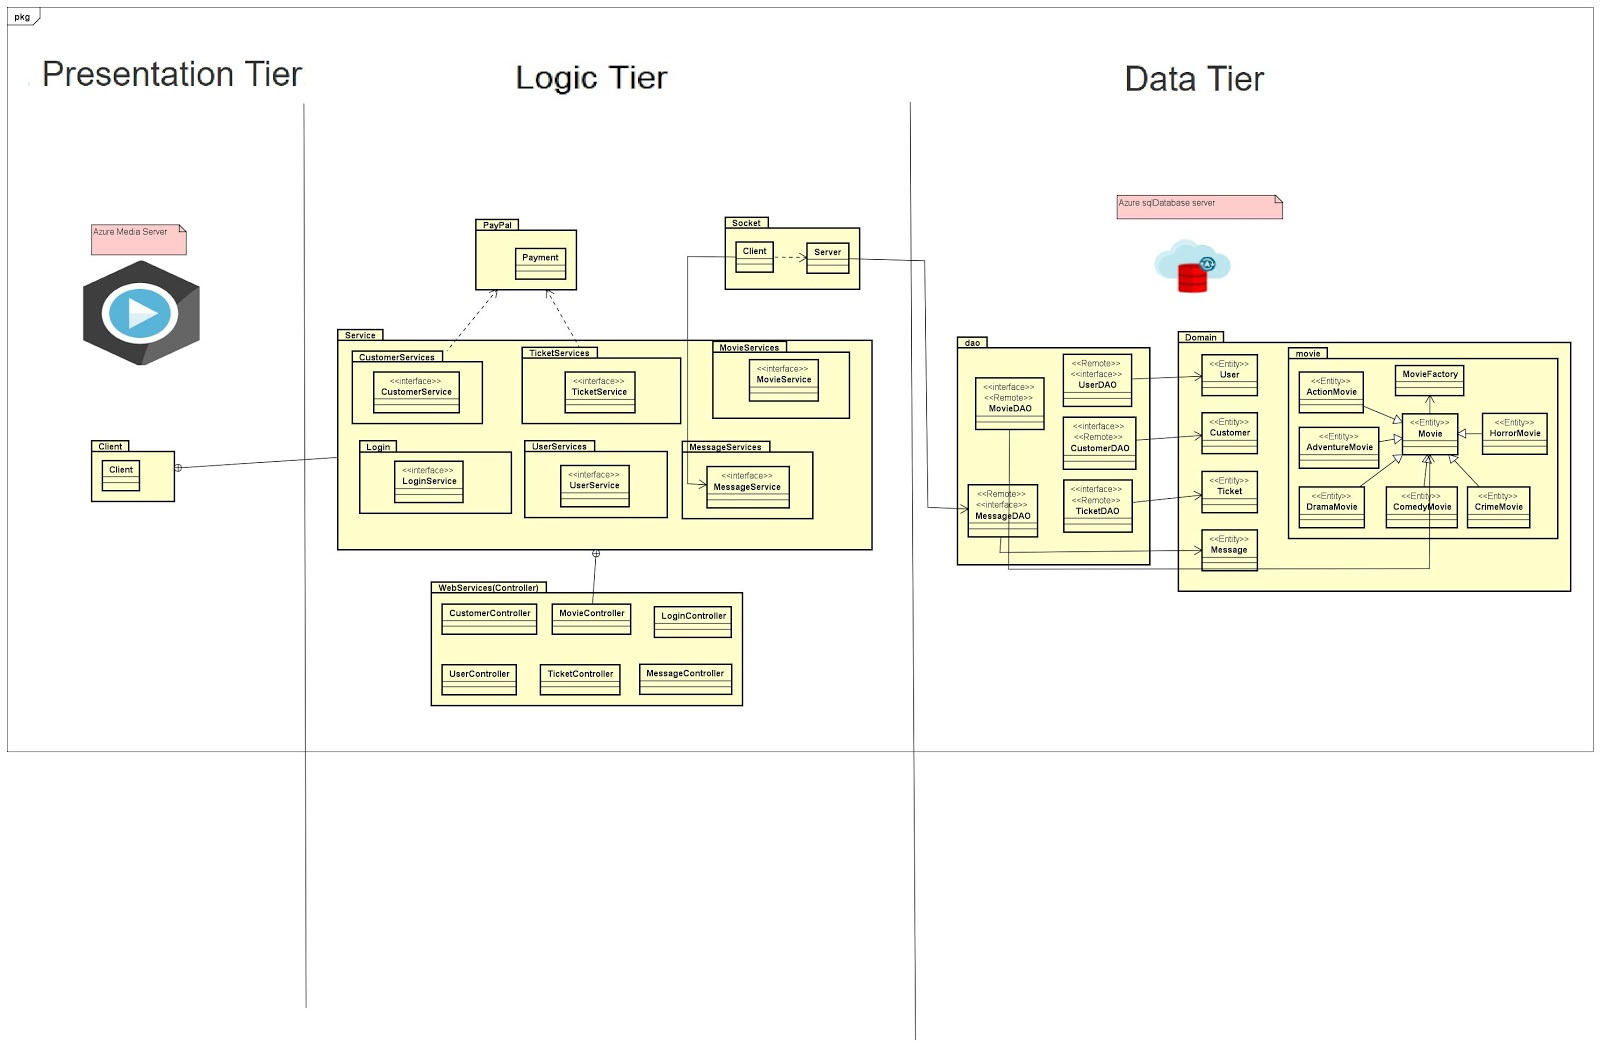 pkg
Presentation Tier
Logic Tier
Data Tier
Azure Media Server
Client
Client
PayPal
Payment
Socket
Client
Server
Service
CustomerServices
<<interface>>
CustomerService
TicketServices
<<interface>>
TicketService
MovieServices
<<interface>>
MovieService
Login
<<interface>>
LoginService
UserServices
<<interface>>
UserService
MessageServices
<<interface>>
MessageService
WebServices(Controller)
CustomerController
MovieController
LoginController
UserController
TicketController
MessageController
Azure sqlDatabase server
dao
<<interface>>
<<Remote>>
MovieDAO
<<Remote>>
<<interface>>
UserDAO
<<interface>>
<<Remote>>
CustomerDAO
<<Remote>>
<<interface>>
MessageDAO
<<interface>>
<<Remote>>
TicketDAO
Domain
<<Entity>>
User
<<Entity>>
Customer
<<Entity>>
Ticket
<<Entity>>
Message
movie
<<Entity>>
ActionMovie
MovieFactory
<<Entity>>
AdventureMovie
<<Entity>>
Movie
<<Entity>>
HorrorMovie
<<Entity>>
DramaMovie
<<Entity>>
ComedyMovie
<<Entity>>
CrimeMovie